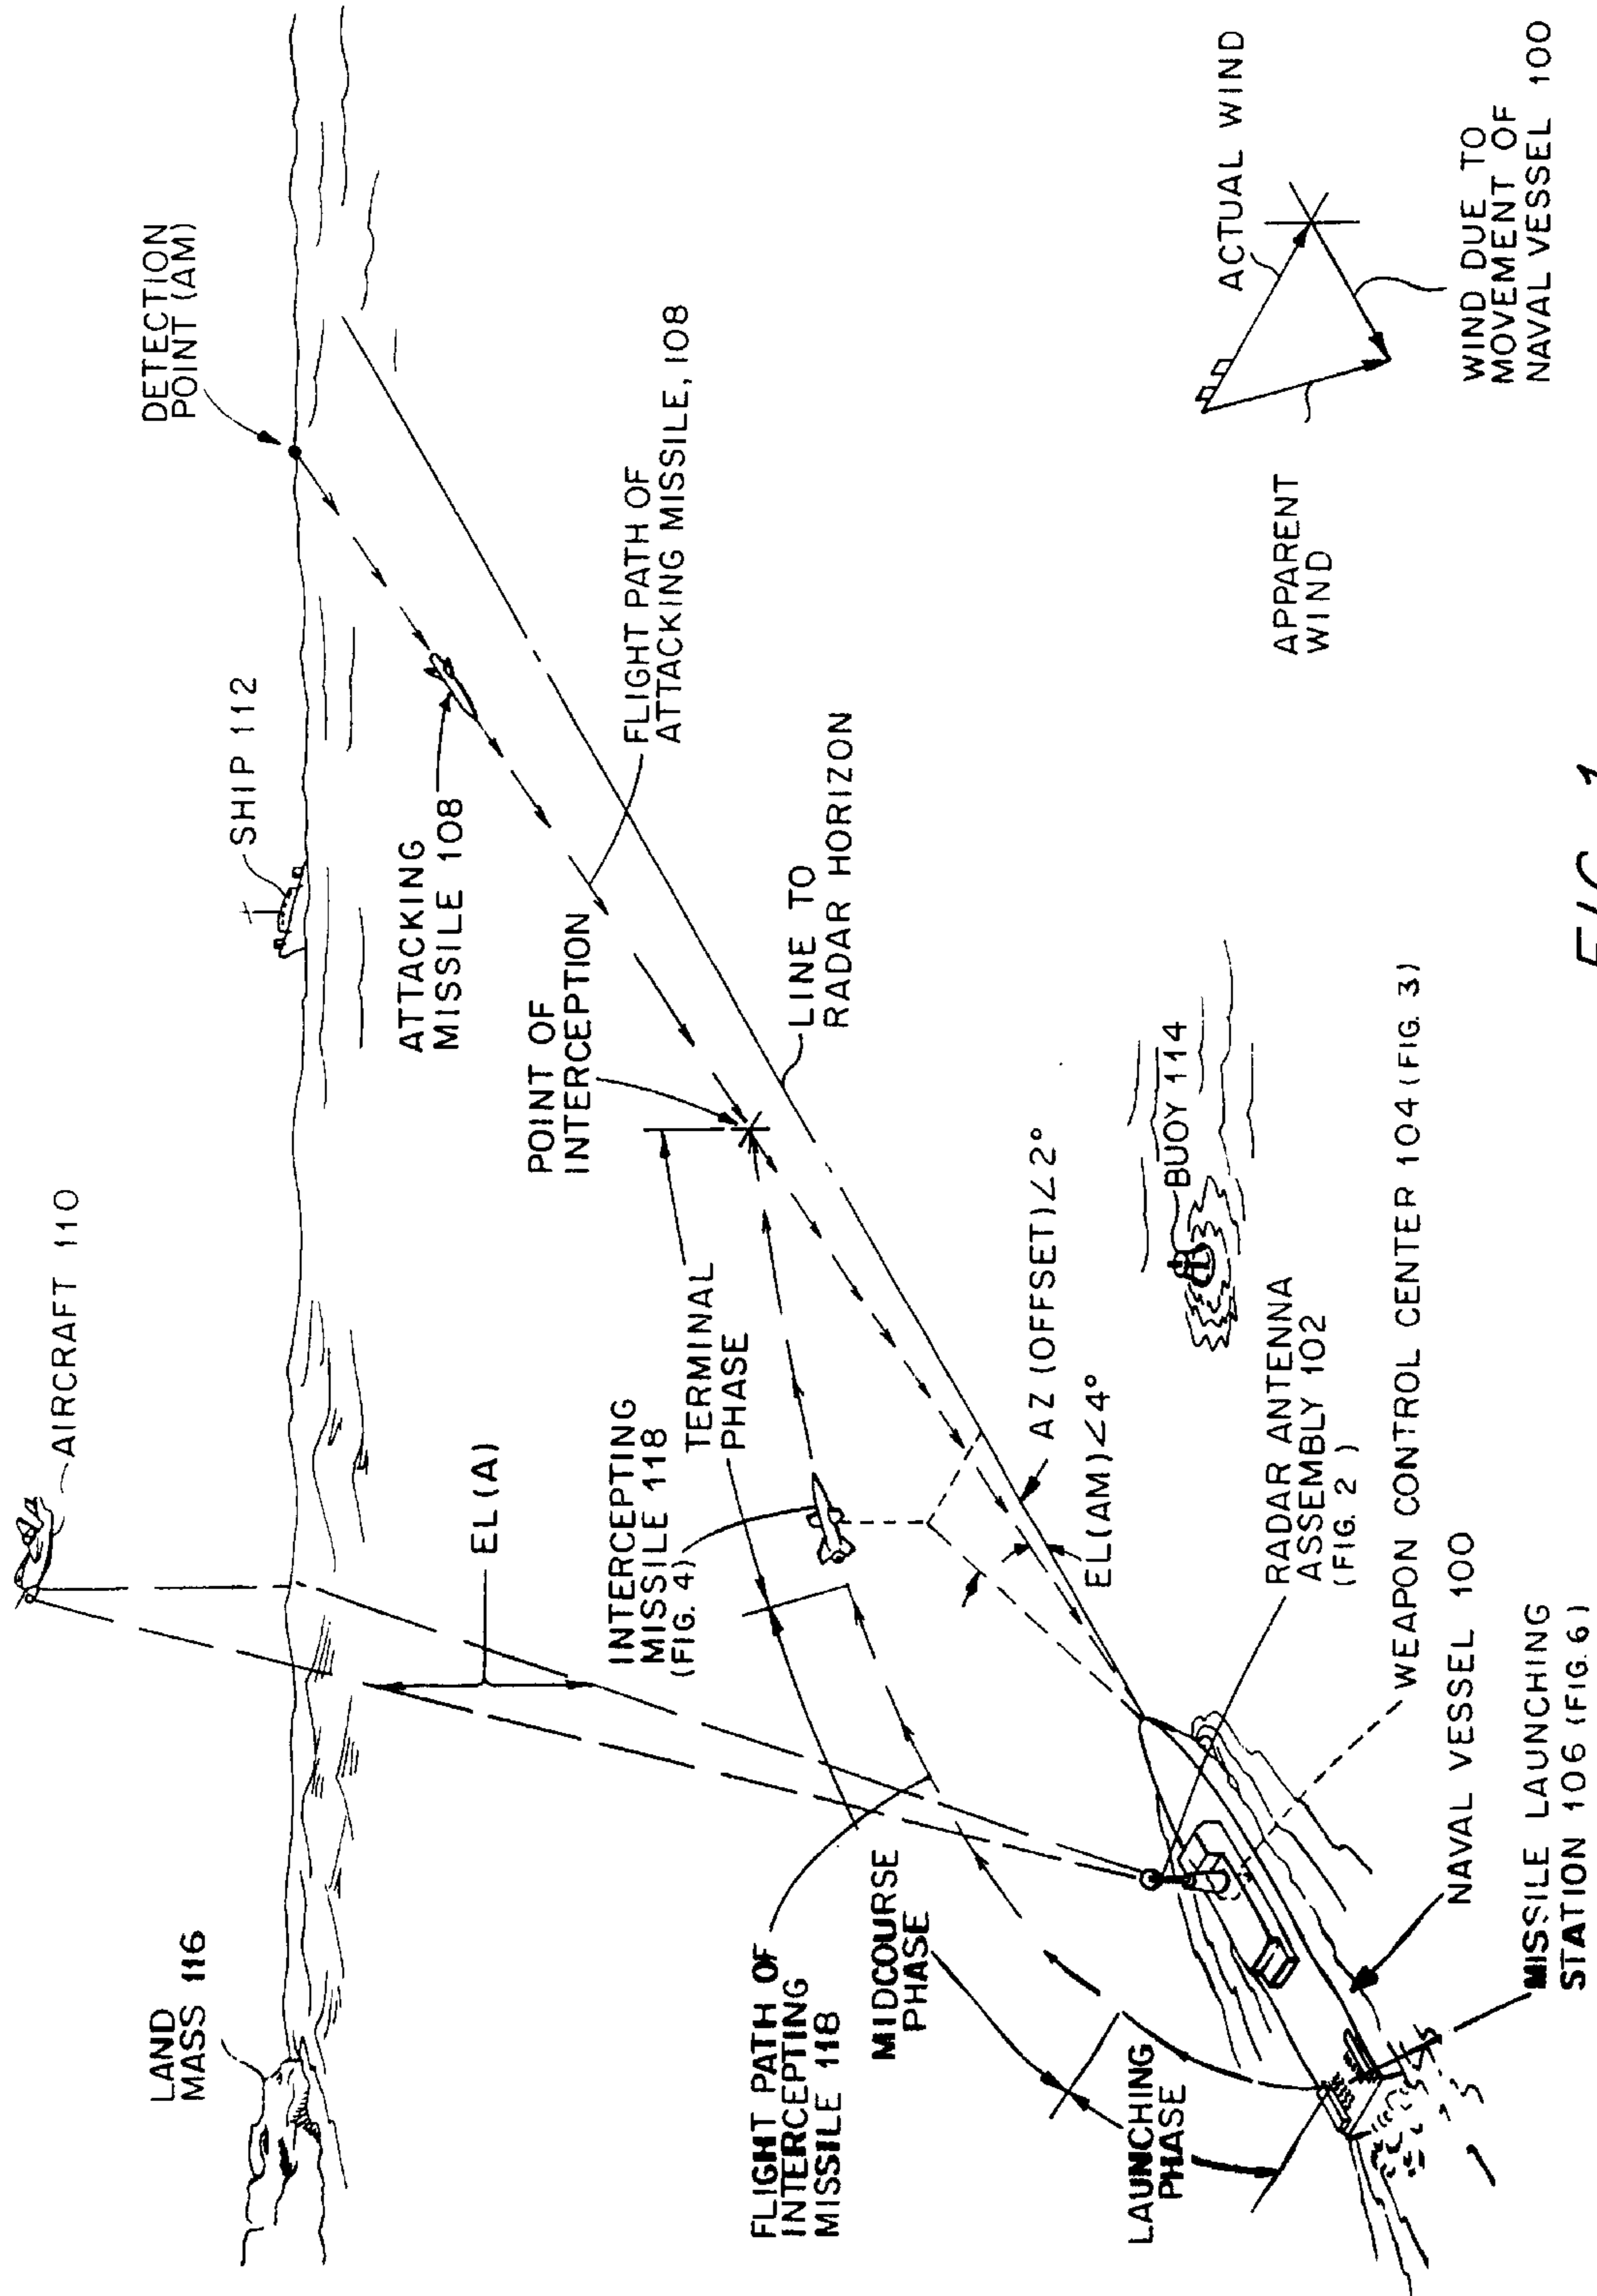 AIRCRAFT 110
LAND
MASS 116
SHIP 112
DETECTION
POINT (AM)
EL(A)
ATTACKING
MISSILE 108
POINT OF
INTERCEPTION
FLIGHT PATH OF
ATTACKING MISSILE, 108
INTERCEPTING
MISSILE 118
(FIG. 4)
TERMINAL
PHASE
LINE TO
RADAR HORIZON
FLIGHT PATH OF
INTERCEPTING
MISSILE 118
MIDCOURSE
PHASE
LAUNCHING
PHASE
AZ (OFFSET)∠2°
EL(AM)∠4°
BUOY 114
RADAR ANTENNA
ASSEMBLY 102
(FIG. 2 )
WEAPON CONTROL CENTER 104 (FIG. 3)
NAVAL VESSEL 100
MISSILE LAUNCHING
STATION 106 (FIG. 6)
APPARENT
WIND
ACTUAL WIND
WIND DUE TO
MOVEMENT OF
NAVAL VESSEL 100
FIG. 1